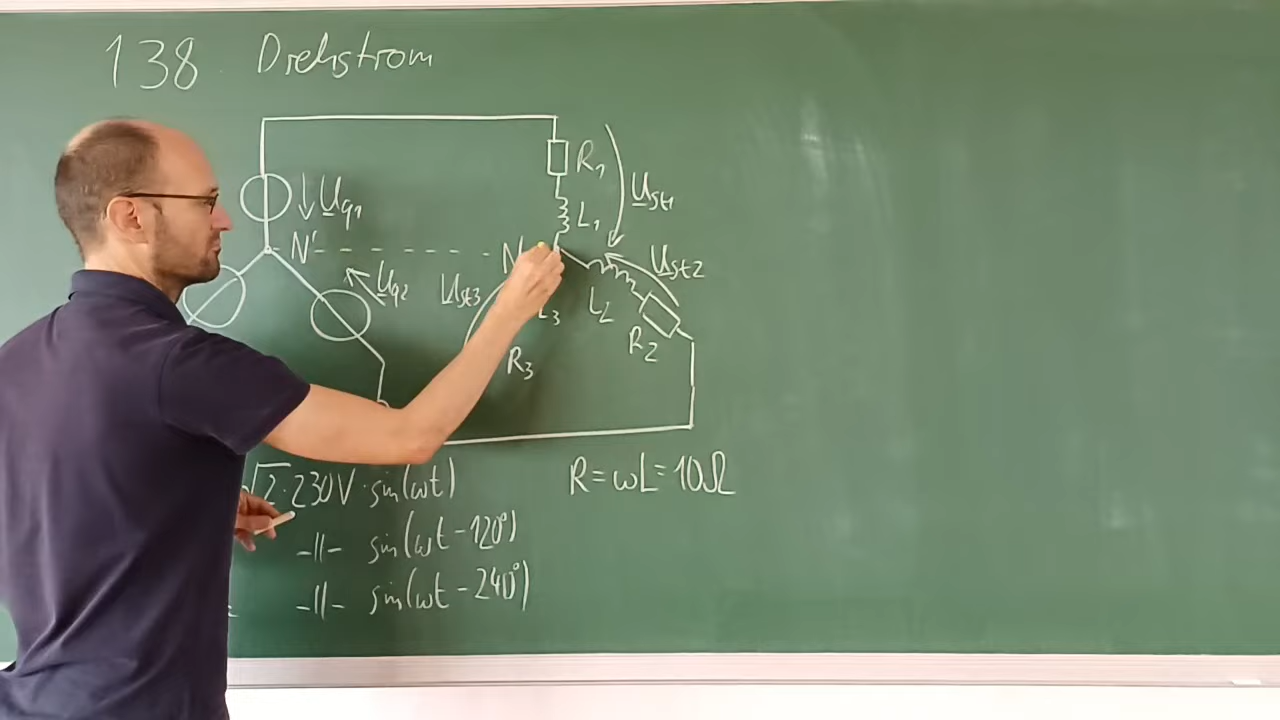 138 Drehstrom
R1
L1
Ust1
Uq1
N'
N
Uq2
Ust3
Ust2
L3
L2
R2
R3
√2·230V·sin(ωt)
R=ωL=10Ω
-||- sin(ωt-120°)
-||- sin(ωt-240°)